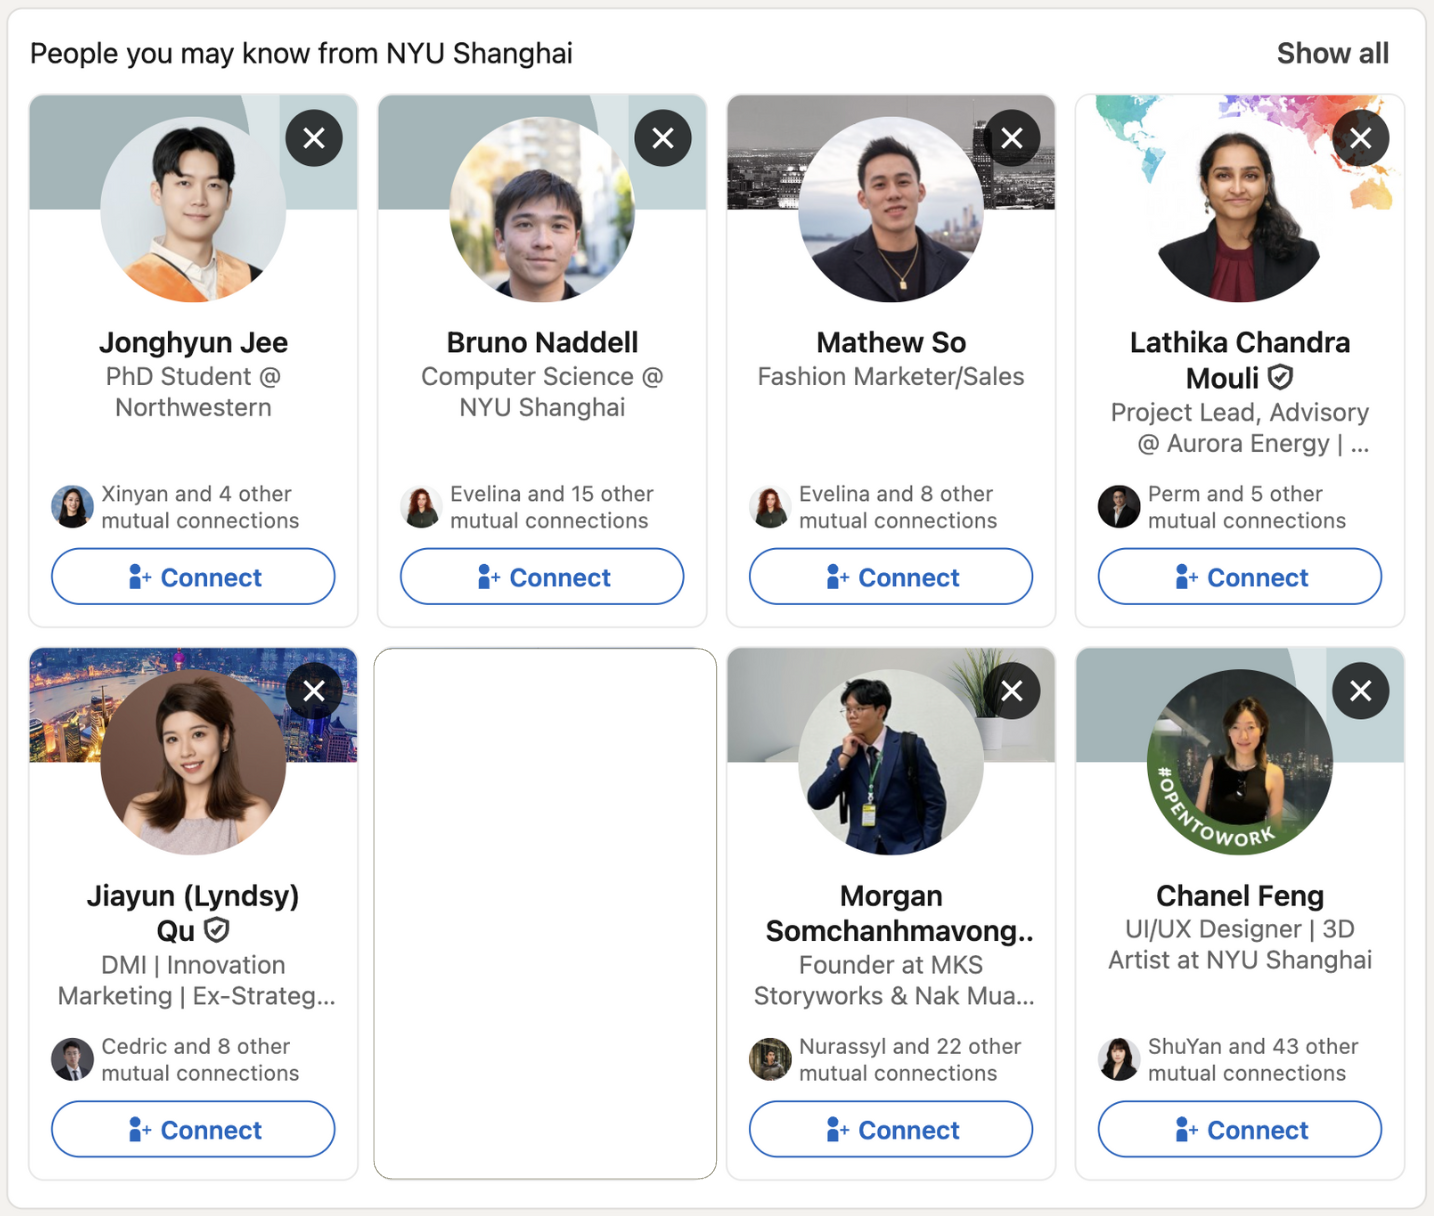 People you may know from NYU Shanghai
Show all
Jonghyun Jee
PhD Student @
Northwestern
Xinyan and 4 other
mutual connections
Connect
Bruno Naddell
Computer Science @
NYU Shanghai
Evelina and 15 other
mutual connections
Connect
Mathew So
Fashion Marketer/Sales
Evelina and 8 other
mutual connections
Connect
Lathika Chandra
Mouli
Project Lead, Advisory
@ Aurora Energy | ...
Perm and 5 other
mutual connections
Connect
Jiayun (Lyndsy)
Qu
DMI | Innovation
Marketing | Ex-Strateg...
Cedric and 8 other
mutual connections
Connect
Morgan
Somchanhmavong..
Founder at MKS
Storyworks & Nak Mua...
Nurassyl and 22 other
mutual connections
Connect
#OPENTOWORK
Chanel Feng
UI/UX Designer | 3D
Artist at NYU Shanghai
ShuYan and 43 other
mutual connections
Connect